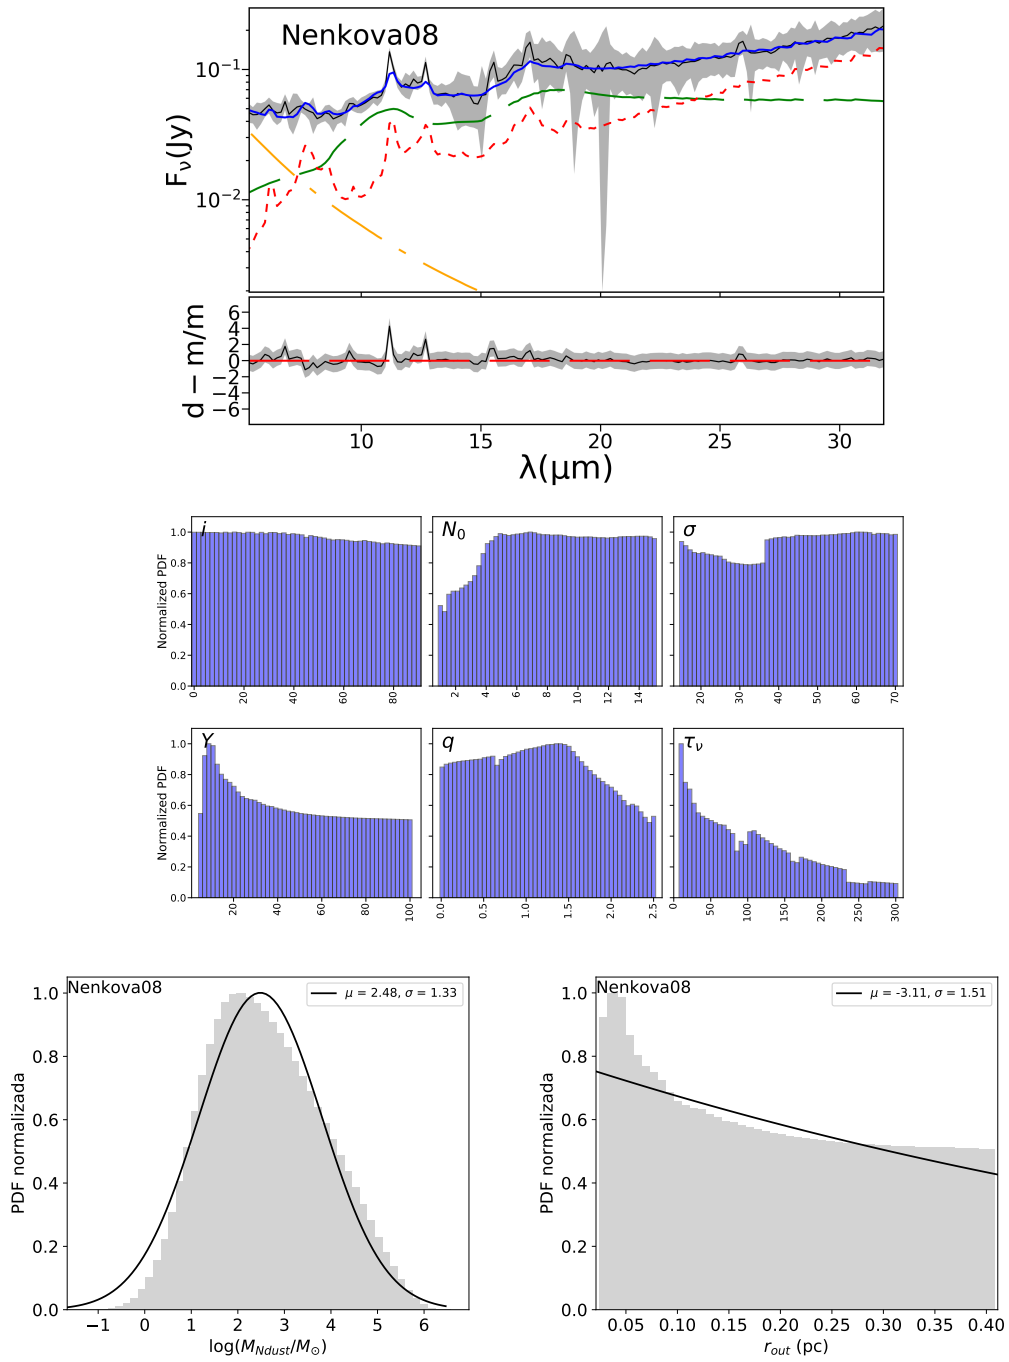 Nenkova08
10⁻¹
10⁻²
Fν(Jy)
6
4
2
0
−2
−4
−6
d − m/m
10 15 20 25 30
λ(μm)
i N₀ σ
1.0
0.8
0.6
0.4
0.2
0.0
Normalized PDF
0 20 40 60 80
2 4 6 8 10 12 14
20 30 40 50 60 70
Y q τν
1.0
0.8
0.6
0.4
0.2
0.0
Normalized PDF
20 40 60 80 100
0.0 0.5 1.0 1.5 2.0 2.5
0 50 100 150 200 250 300
Nenkova08
μ = 2.48, σ = 1.33
1.0
0.8
0.6
0.4
0.2
0.0
PDF normalizada
−1 0 1 2 3 4 5 6
log(M_Ndust/M⊙)
Nenkova08
μ = -3.11, σ = 1.51
1.0
0.8
0.6
0.4
0.2
0.0
PDF normalizada
0.05 0.10 0.15 0.20 0.25 0.30 0.35 0.40
r_out (pc)